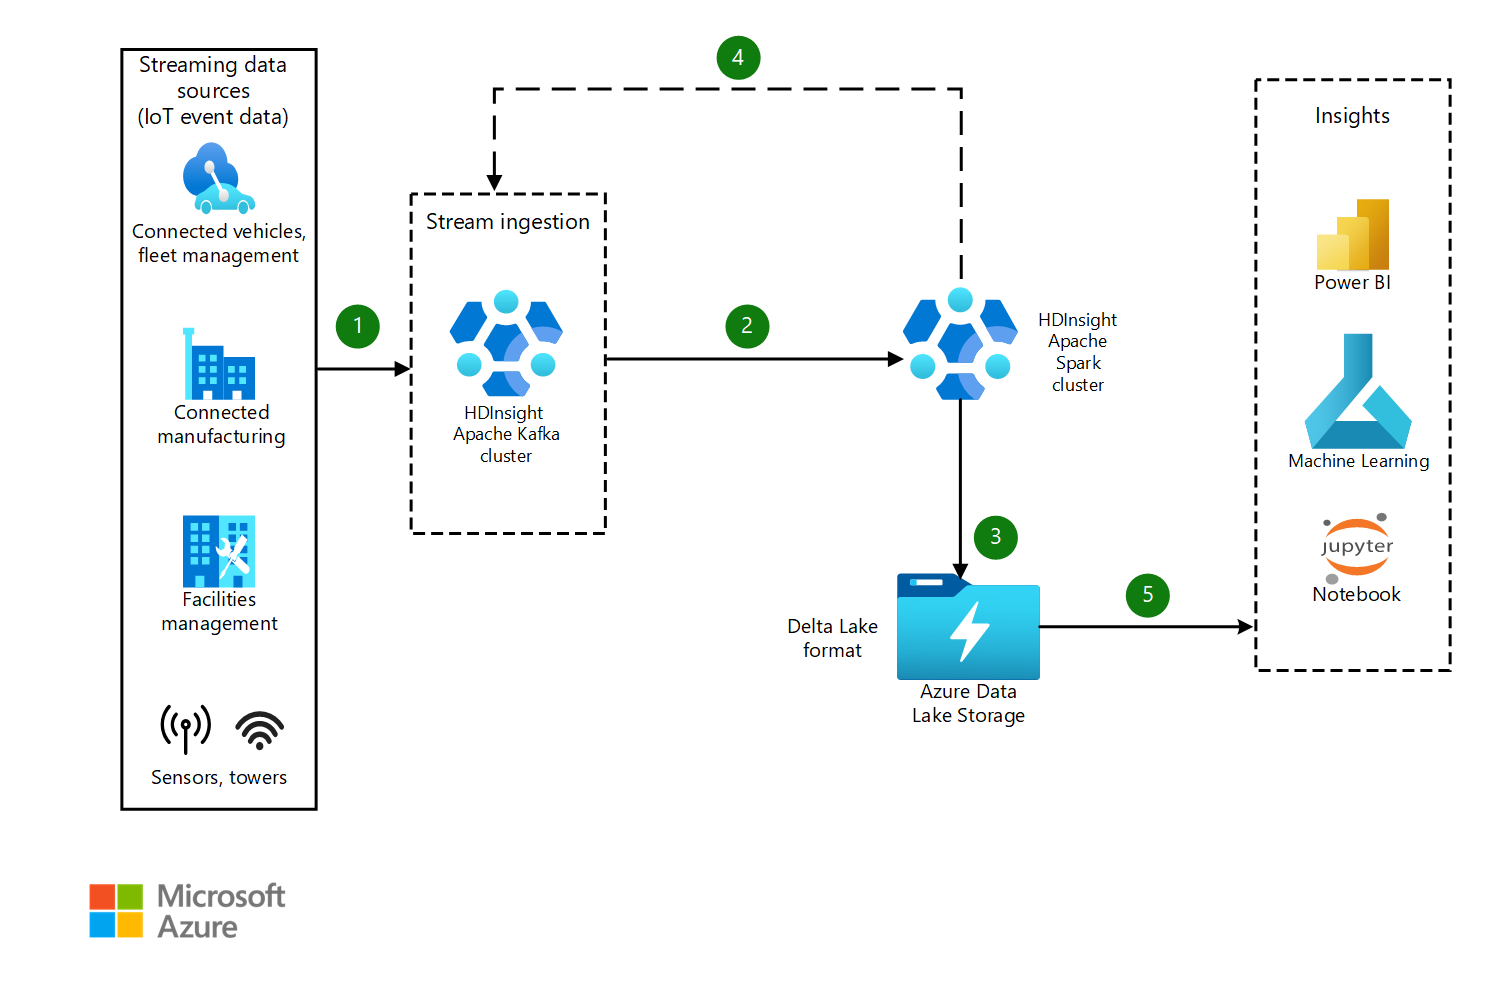 Streaming data
sources
(IoT event data)
Connected vehicles,
fleet management
Connected
manufacturing
Facilities
management
Sensors, towers
1
Stream ingestion
HDInsight
Apache Kafka
cluster
4
2
HDInsight
Apache
Spark
cluster
3
Delta Lake
format
Azure Data
Lake Storage
5
Insights
Power BI
Machine Learning
jupyter
Notebook
Microsoft
Azure